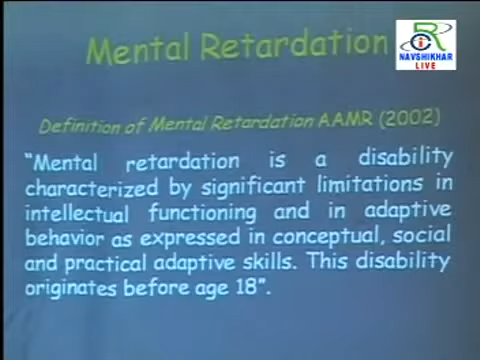 Mental Retardation
NAVSHIKHAR
LIVE
Definition of Mental Retardation AAMR (2002)
“Mental retardation is a disability
characterized by significant limitations in
intellectual functioning and in adaptive
behavior as expressed in conceptual, social
and practical adaptive skills. This disability
originates before age 18”.